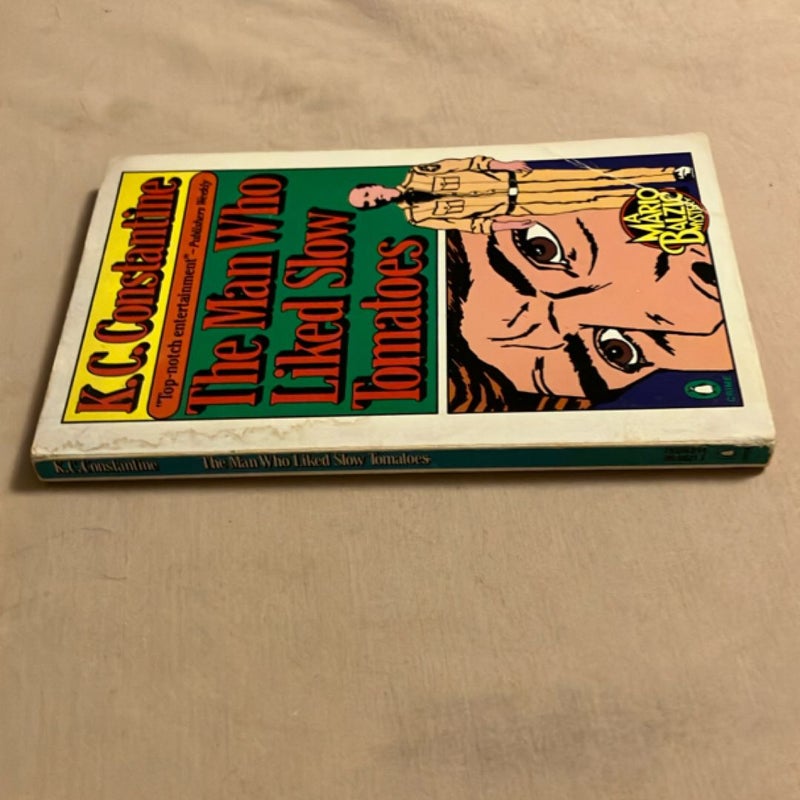 K.C. Constantine
"Top-notch entertainment"—Publishers Weekly
The Man Who
Liked Slow
Tomatoes
A
MARIO
BALZIC
MYSTERY
CRIME
K.C. Constantine The Man Who Liked Slow Tomatoes